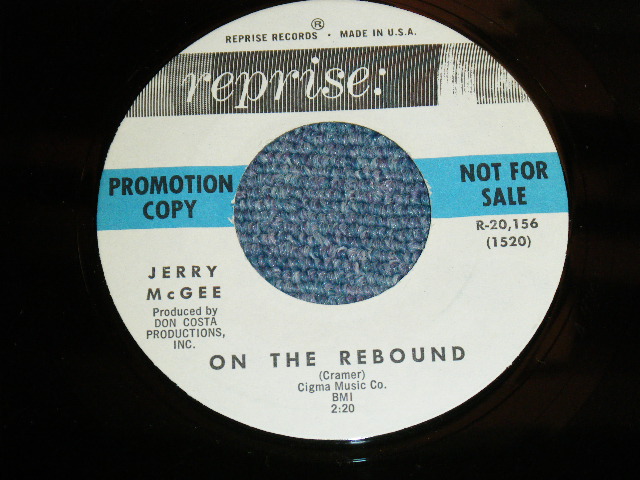 ®
REPRISE RECORDS • MADE IN U.S.A.
reprise:
PROMOTION
COPY
NOT FOR
SALE
R-20,156
(1520)
JERRY
McGEE
Produced by
DON COSTA
PRODUCTIONS,
INC.
ON THE REBOUND
(Cramer)
Cigma Music Co.
BMI
2:20